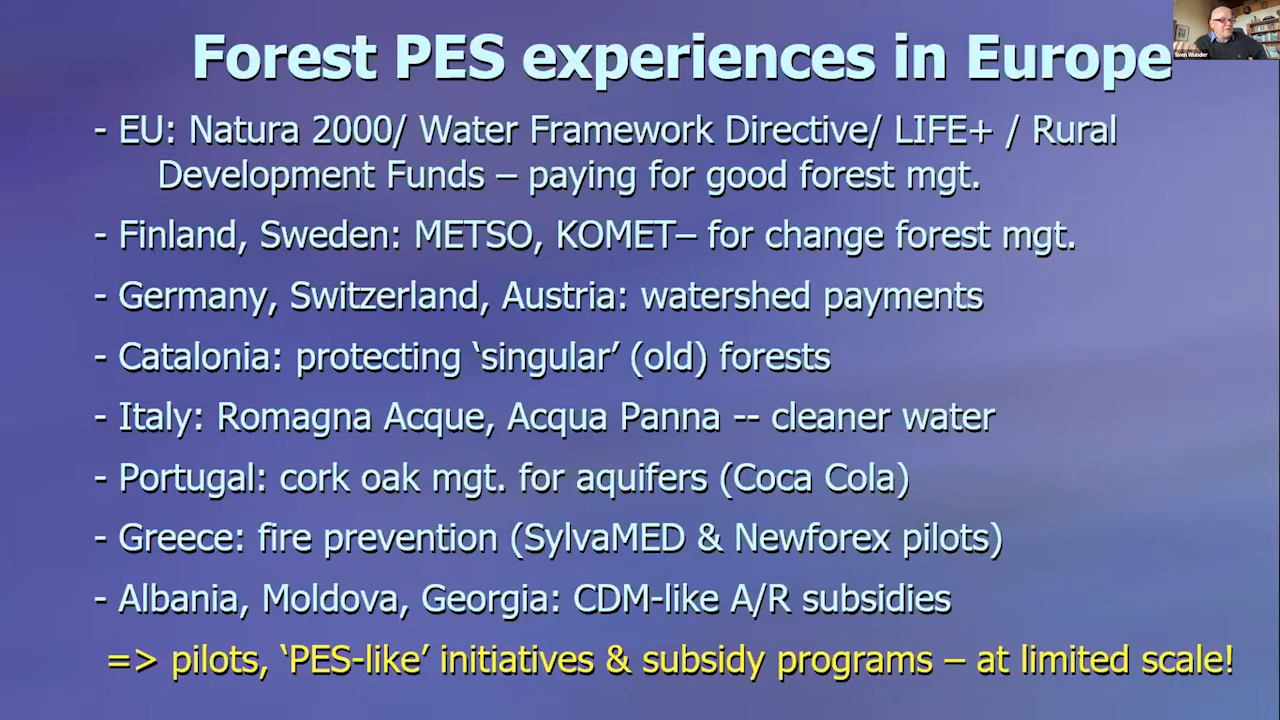 Forest PES experiences in Europe
Sven Wunder
- EU: Natura 2000/ Water Framework Directive/ LIFE+ / Rural
Development Funds – paying for good forest mgt.
- Finland, Sweden: METSO, KOMET– for change forest mgt.
- Germany, Switzerland, Austria: watershed payments
- Catalonia: protecting ‘singular’ (old) forests
- Italy: Romagna Acque, Acqua Panna -- cleaner water
- Portugal: cork oak mgt. for aquifers (Coca Cola)
- Greece: fire prevention (SylvaMED & Newforex pilots)
- Albania, Moldova, Georgia: CDM-like A/R subsidies
=> pilots, ‘PES-like’ initiatives & subsidy programs – at limited scale!